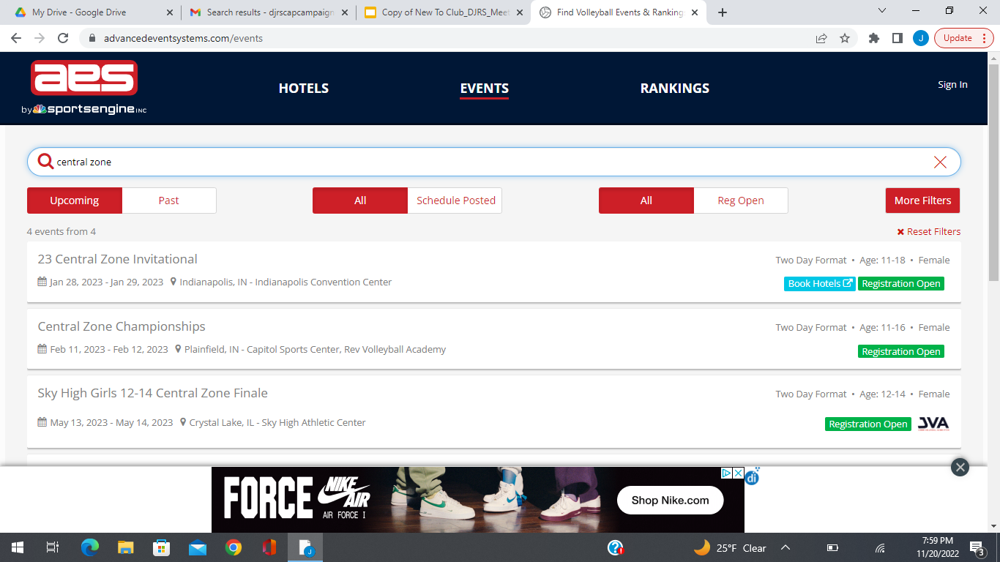 My Drive - Google Drive
Search results - djrscapcampaign
Copy of New To Club_DJRS_Meet
Find Volleyball Events & Ranking
advancedeventsystems.com/events
J
Update
aes
by sportsengine INC
HOTELS
EVENTS
RANKINGS
Sign In
central zone
Upcoming
Past
All
Schedule Posted
All
Reg Open
More Filters
4 events from 4
Reset Filters
23 Central Zone Invitational
Two Day Format • Age: 11-18 • Female
Jan 28, 2023 - Jan 29, 2023 Indianapolis, IN - Indianapolis Convention Center
Book Hotels
Registration Open
Central Zone Championships
Two Day Format • Age: 11-16 • Female
Feb 11, 2023 - Feb 12, 2023 Plainfield, IN - Capitol Sports Center, Rev Volleyball Academy
Registration Open
Sky High Girls 12-14 Central Zone Finale
Two Day Format • Age: 12-14 • Female
May 13, 2023 - May 14, 2023 Crystal Lake, IL - Sky High Athletic Center
Registration Open
JVA
FORCE
NIKE
AIR
AIR FORCE I
Shop Nike.com
di
J
25°F Clear
7:59 PM
11/20/2022
3